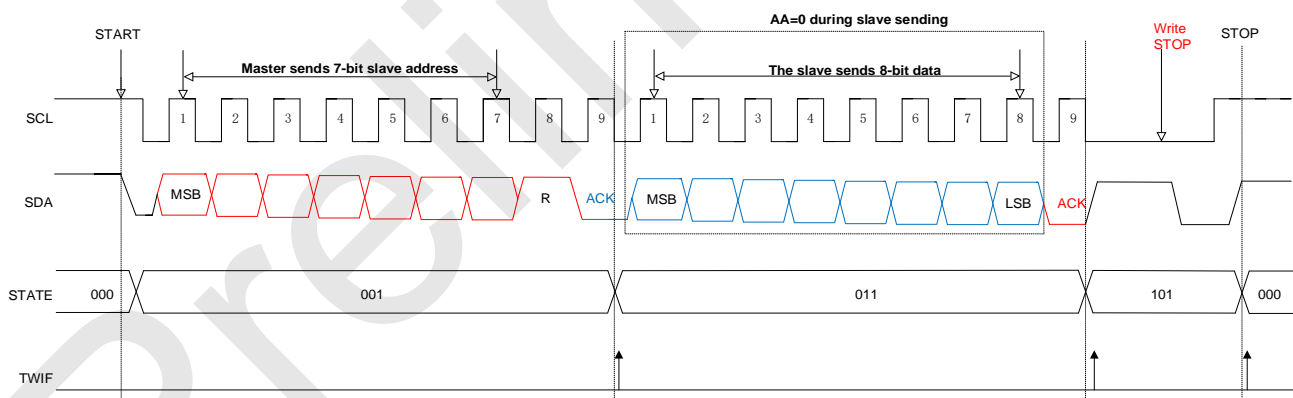 AA=0 during slave sending
START
Write
STOP
STOP
Master sends 7-bit slave address
The slave sends 8-bit data
SCL
1 2 3 4 5 6 7 8 9 1 2 3 4 5 6 7 8 9
SDA
MSB R ACK MSB LSB ACK
STATE
000 001 011 101 000
TWIF
Prelim